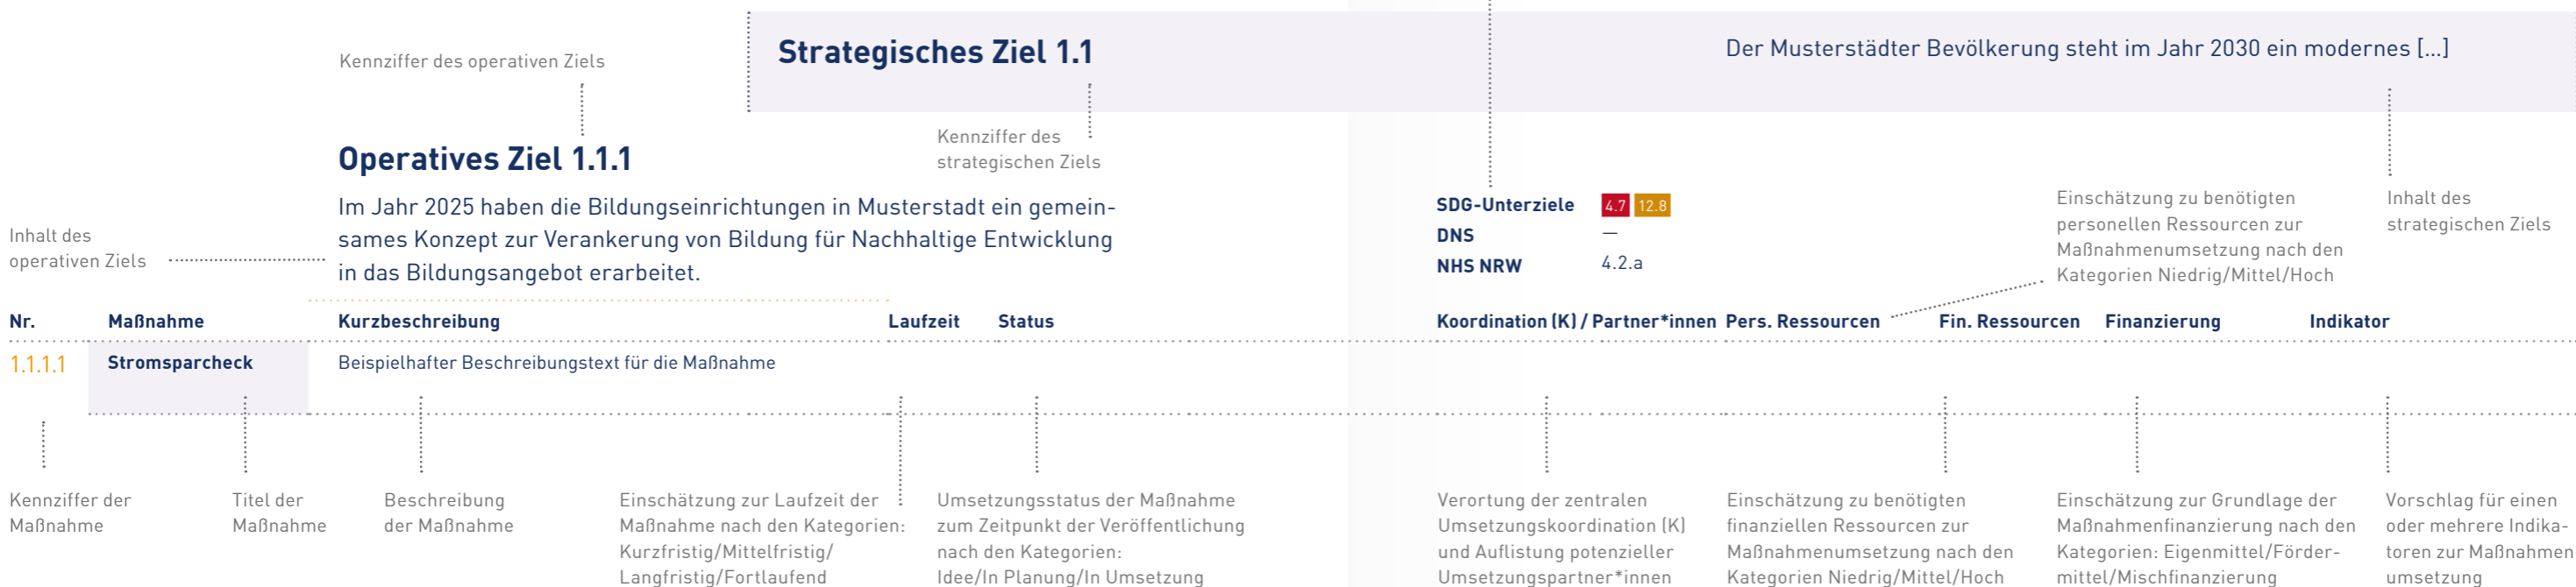 Strategisches Ziel 1.1
Der Musterstädter Bevölkerung steht im Jahr 2030 ein modernes [...]
Kennziffer des operativen Ziels
Kennziffer des
strategischen Ziels
Operatives Ziel 1.1.1
Im Jahr 2025 haben die Bildungseinrichtungen in Musterstadt ein gemein-
sames Konzept zur Verankerung von Bildung für Nachhaltige Entwicklung
in das Bildungsangebot erarbeitet.
Inhalt des
operativen Ziels
SDG-Unterziele 4.7 12.8
DNS —
NHS NRW 4.2.a
Einschätzung zu benötigten
personellen Ressourcen zur
Maßnahmenumsetzung nach den
Kategorien Niedrig/Mittel/Hoch
Inhalt des
strategischen Ziels
Nr. Maßnahme Kurzbeschreibung Laufzeit Status Koordination (K) / Partner*innen Pers. Ressourcen Fin. Ressourcen Finanzierung Indikator
1.1.1.1 Stromsparcheck Beispielhafter Beschreibungstext für die Maßnahme
Kennziffer der
Maßnahme
Titel der
Maßnahme
Beschreibung
der Maßnahme
Einschätzung zur Laufzeit der
Maßnahme nach den Kategorien:
Kurzfristig/Mittelfristig/
Langfristig/Fortlaufend
Umsetzungsstatus der Maßnahme
zum Zeitpunkt der Veröffentlichung
nach den Kategorien:
Idee/In Planung/In Umsetzung
Verortung der zentralen
Umsetzungskoordination (K)
und Auflistung potenzieller
Umsetzungspartner*innen
Einschätzung zu benötigten
finanziellen Ressourcen zur
Maßnahmenumsetzung nach den
Kategorien Niedrig/Mittel/Hoch
Einschätzung zur Grundlage der
Maßnahmenfinanzierung nach den
Kategorien: Eigenmittel/Förder-
mittel/Mischfinanzierung
Vorschlag für einen
oder mehrere Indika-
toren zur Maßnahmen
umsetzung